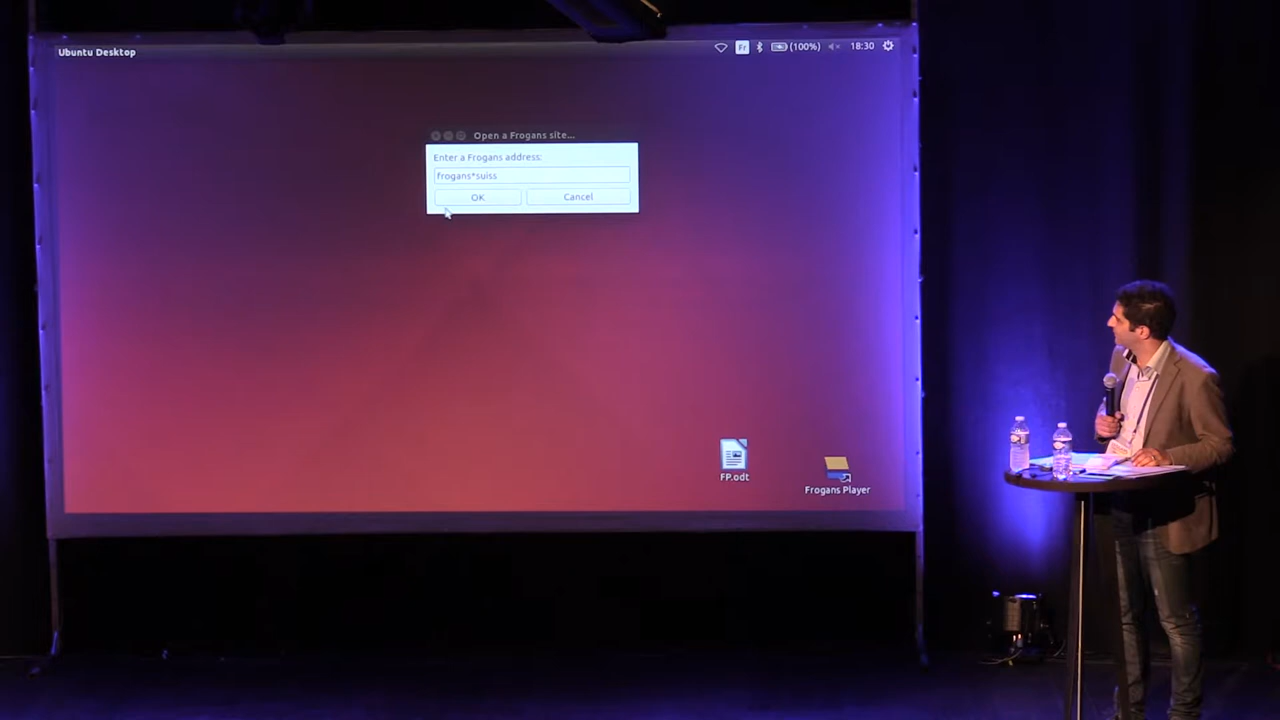 Ubuntu Desktop
Fr
(100%)
18:30
Open a Frogans site...
Enter a Frogans address:
frogans*suiss
OK
Cancel
FP.odt
Frogans Player